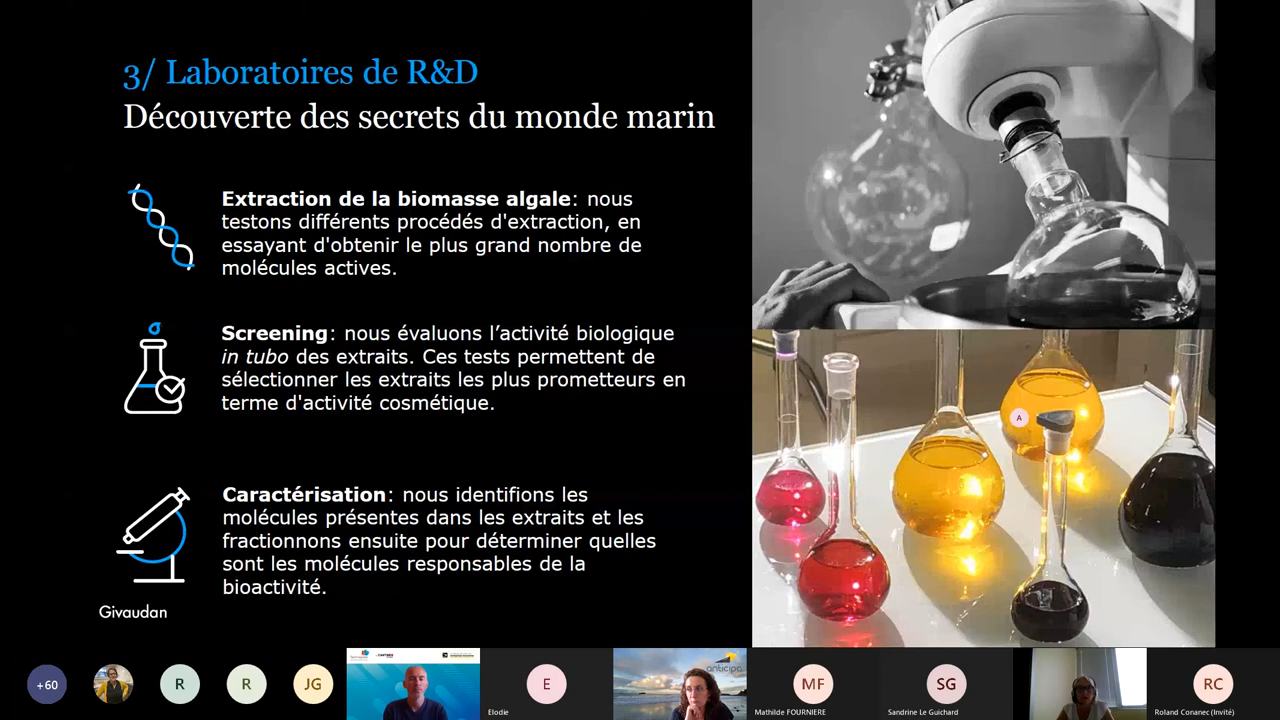 3/ Laboratoires de R&D
Découverte des secrets du monde marin
Extraction de la biomasse algale: nous
testons différents procédés d'extraction, en
essayant d'obtenir le plus grand nombre de
molécules actives.
Screening: nous évaluons l’activité biologique
in tubo des extraits. Ces tests permettent de
sélectionner les extraits les plus prometteurs en
terme d'activité cosmétique.
Caractérisation: nous identifions les
molécules présentes dans les extraits et les
fractionnons ensuite pour déterminer quelles
sont les molécules responsables de la
bioactivité.
Givaudan
A
+60
R
R
JG
E
Elodie
anticipa
MF
Mathilde FOURNIERE
SG
Sandrine Le Guichard
RC
Roland Conanec (Invité)